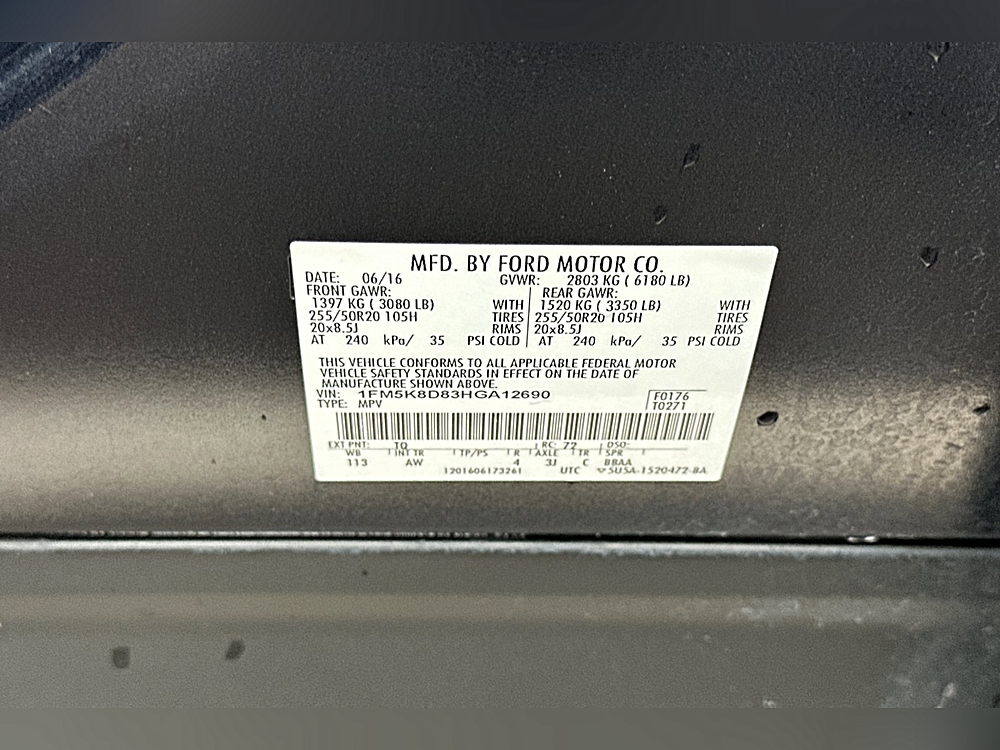 MFD. BY FORD MOTOR CO.
DATE: 06/16 GVWR: 2803 KG ( 6180 LB)
FRONT GAWR: REAR GAWR:
1397 KG ( 3080 LB) WITH 1520 KG ( 3350 LB) WITH
255/50R20 105H TIRES 255/50R20 105H TIRES
20x8.5J RIMS 20x8.5J RIMS
AT 240 kPa/ 35 PSI COLD AT 240 kPa/ 35 PSI COLD
THIS VEHICLE CONFORMS TO ALL APPLICABLE FEDERAL MOTOR
VEHICLE SAFETY STANDARDS IN EFFECT ON THE DATE OF
MANUFACTURE SHOWN ABOVE.
VIN: 1FM5K8D83HGA12690 F0176
TYPE: MPV T0271
EXT PNT: TQ RC: 72 DSO:
WB INT TR TP/PS R AXLE TR SPR
113 AW 4 3J C BBAA
1201606173261 UTC 5U5A-1520472-BA